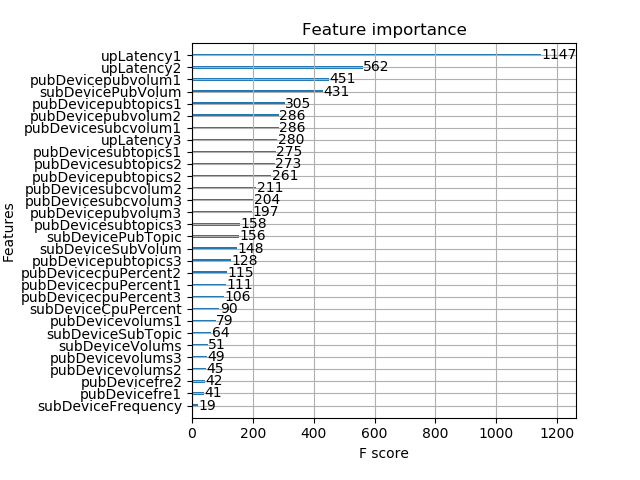 Feature importance
upLatency1 1147
upLatency2 562
pubDevicepubvolum1 451
subDevicePubVolum 431
pubDevicepubtopics1 305
pubDevicepubvolum2 286
pubDevicesubcvolum1 286
upLatency3 280
pubDevicesubtopics1 275
pubDevicesubtopics2 273
pubDevicepubtopics2 261
pubDevicesubcvolum2 211
pubDevicesubcvolum3 204
pubDevicepubvolum3 197
pubDevicesubtopics3 158
subDevicePubTopic 156
subDeviceSubVolum 148
pubDevicepubtopics3 128
pubDevicecpuPercent2 115
pubDevicecpuPercent1 111
pubDevicecpuPercent3 106
subDeviceCpuPercent 90
pubDevicevolums1 79
subDeviceSubTopic 64
subDeviceVolums 51
pubDevicevolums3 49
pubDevicevolums2 45
pubDevicefre2 42
pubDevicefre1 41
subDeviceFrequency 19
Features
0 200 400 600 800 1000 1200
F score